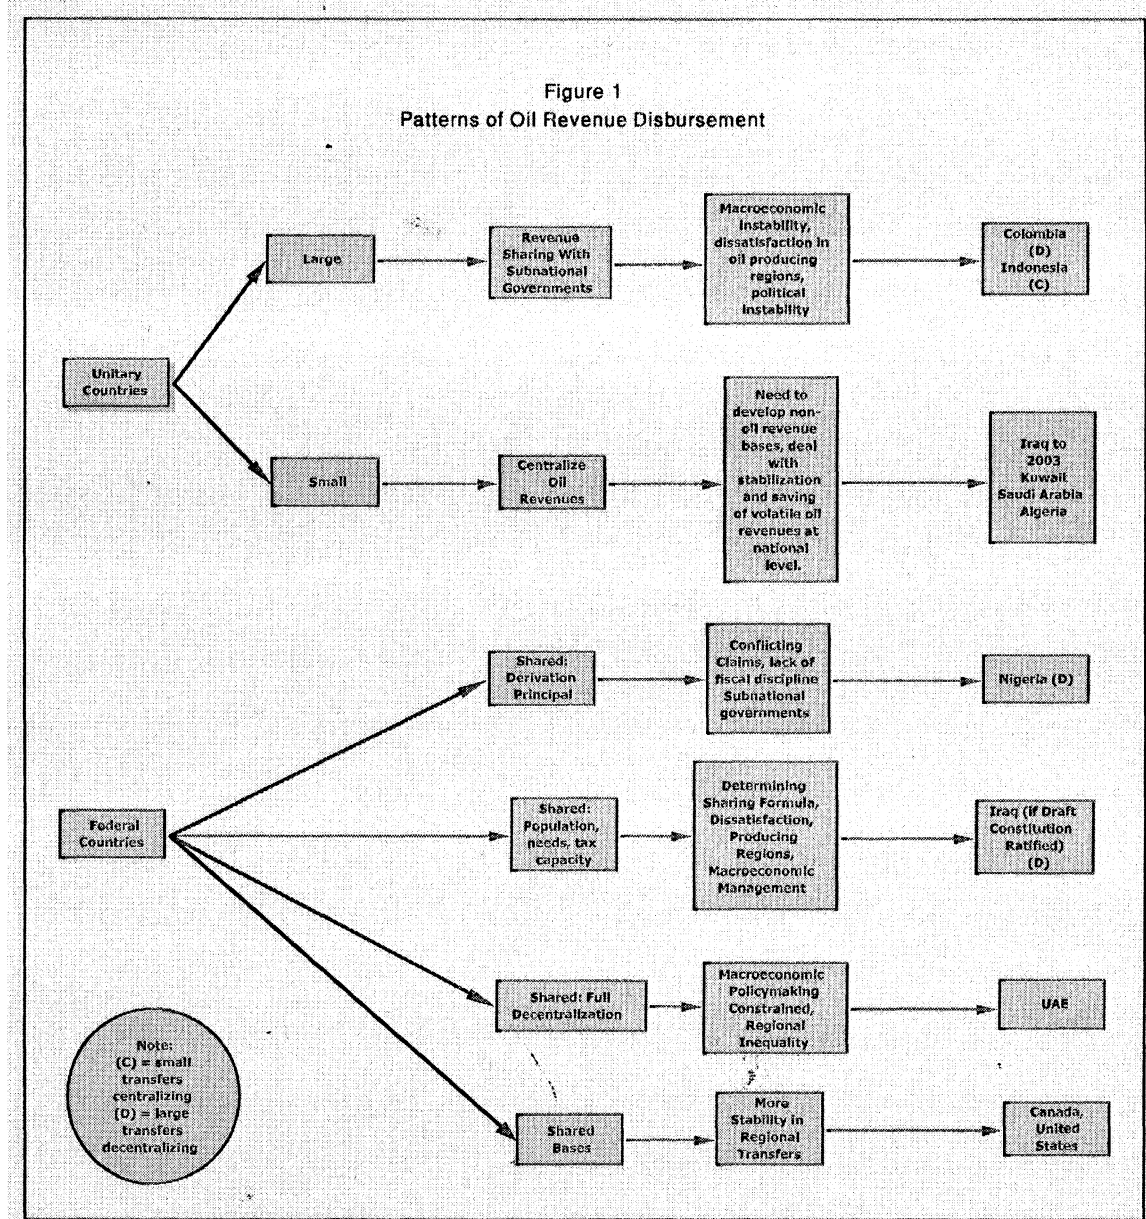 Figure 1
Patterns of Oil Revenue Disbursement
Unitary
Countries
Large
Revenue
Sharing With
Subnational
Governments
Macroeconomic
instability,
dissatisfaction in
oil producing
regions,
political
instability
Colombia
(D)
Indonesia
(C)
Small
Centralize
Oil
Revenues
Need to
develop non-
oil revenue
bases, deal
with
stabilization
and saving
of volatile oil
revenues at
national
level.
Iraq to
2003
Kuwait
Saudi Arabia
Algeria
Federal
Countries
Shared:
Derivation
Principal
Conflicting
Claims, lack of
fiscal discipline
Subnational
governments
Nigeria (D)
Shared:
Population,
needs, tax
capacity
Determining
Sharing Formula,
Dissatisfaction,
Producing
Regions,
Macroeconomic
Management
Iraq (if Draft
Constitution
Ratified)
(D)
Shared: Full
Decentralization
Macroeconomic
Policymaking
Constrained,
Regional
Inequality
UAE
Shared
Bases
More
Stability in
Regional
Transfers
Canada,
United
States
Note:
(C) = small
transfers
centralizing
(D) = large
transfers
decentralizing